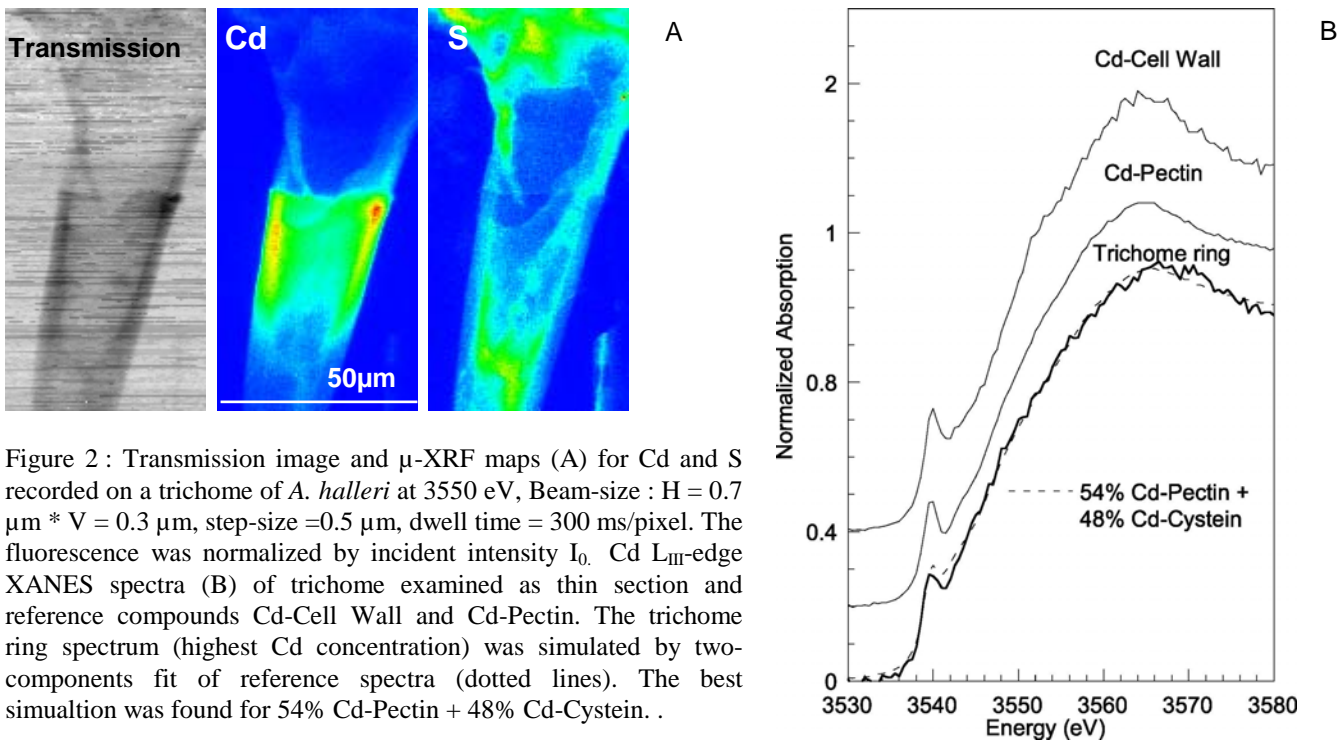 Transmission
Cd
S
50µm
A
Figure 2 : Transmission image and µ-XRF maps (A) for Cd and S
recorded on a trichome of A. halleri at 3550 eV, Beam-size : H = 0.7
µm * V = 0.3 µm, step-size =0.5 µm, dwell time = 300 ms/pixel. The
fluorescence was normalized by incident intensity I0. Cd LIII-edge
XANES spectra (B) of trichome examined as thin section and
reference compounds Cd-Cell Wall and Cd-Pectin. The trichome
ring spectrum (highest Cd concentration) was simulated by two-
components fit of reference spectra (dotted lines). The best
simualtion was found for 54% Cd-Pectin + 48% Cd-Cystein. .
B
Cd-Cell Wall
Cd-Pectin
Trichome ring
54% Cd-Pectin +
48% Cd-Cystein
Normalized Absorption
2
1
0.8
0.4
0
3530 3540 3550 3560 3570 3580
Energy (eV)